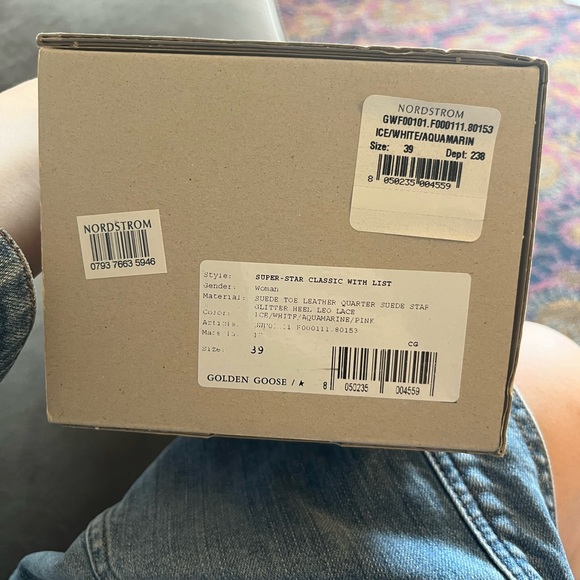 NORDSTROM
GWF00101.F000111.80153
ICE/WHITE/AQUAMARIN
Size: 39 Dept: 238
8 050235 004559
NORDSTROM
0793 7663 5946
Style: SUPER-STAR CLASSIC WITH LIST
Gender: Woman
Material: SUEDE TOE LEATHER QUARTER SUEDE STAR
GLITTER HEEL LEO LACE
Color: ICE/WHITE/AQUAMARINE/PINK
.F000111.80153
Size: 39
CG
GOLDEN GOOSE /
8 050235 004559